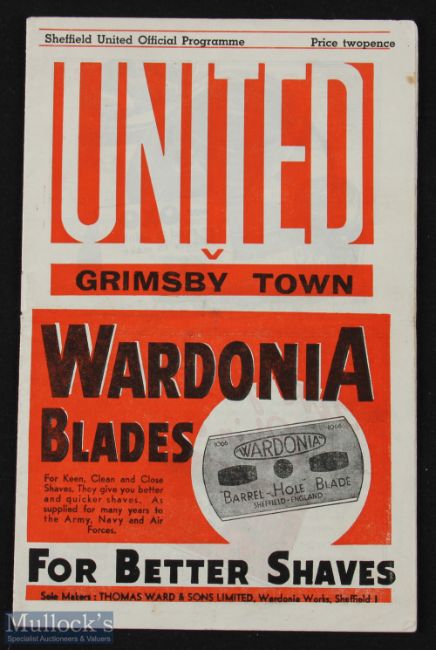 Sheffield United Official Programme Price twopence
UNITED
v
GRIMSBY TOWN
WARDONIA
BLADES
For Keen, Clean and Close
Shaves. They give you better
and quicker shaves. As
supplied for many years to
the Army, Navy and Air
Forces.
1066 1066
WARDONIA
BARREL-HOLE BLADE
SHEFFIELD-ENGLAND
FOR BETTER SHAVES
Sole Makers : THOMAS WARD & SONS LIMITED, Wardonia Works, Sheffield 1
Mullock's
Specialist Auctioneers & Valuers